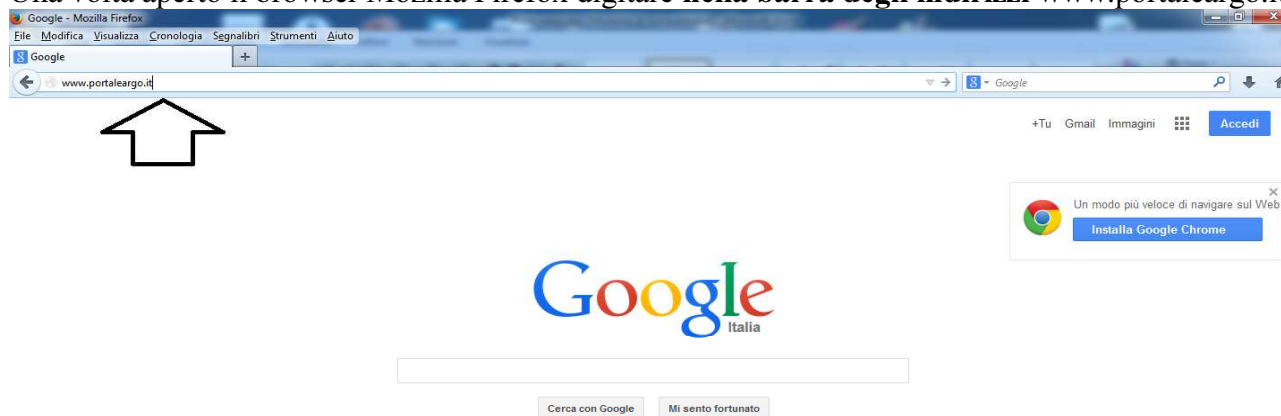 Una volta aperto il browser Mozilla Firefox digitare nella barra degli indirizzi www.portaleargo.it
Google - Mozilla Firefox
File Modifica Visualizza Cronologia Segnalibri Strumenti Aiuto
Google +
www.portaleargo.it Google
+Tu Gmail Immagini Accedi
Un modo più veloce di navigare sul Web
Installa Google Chrome
Google
Italia
Cerca con Google Mi sento fortunato